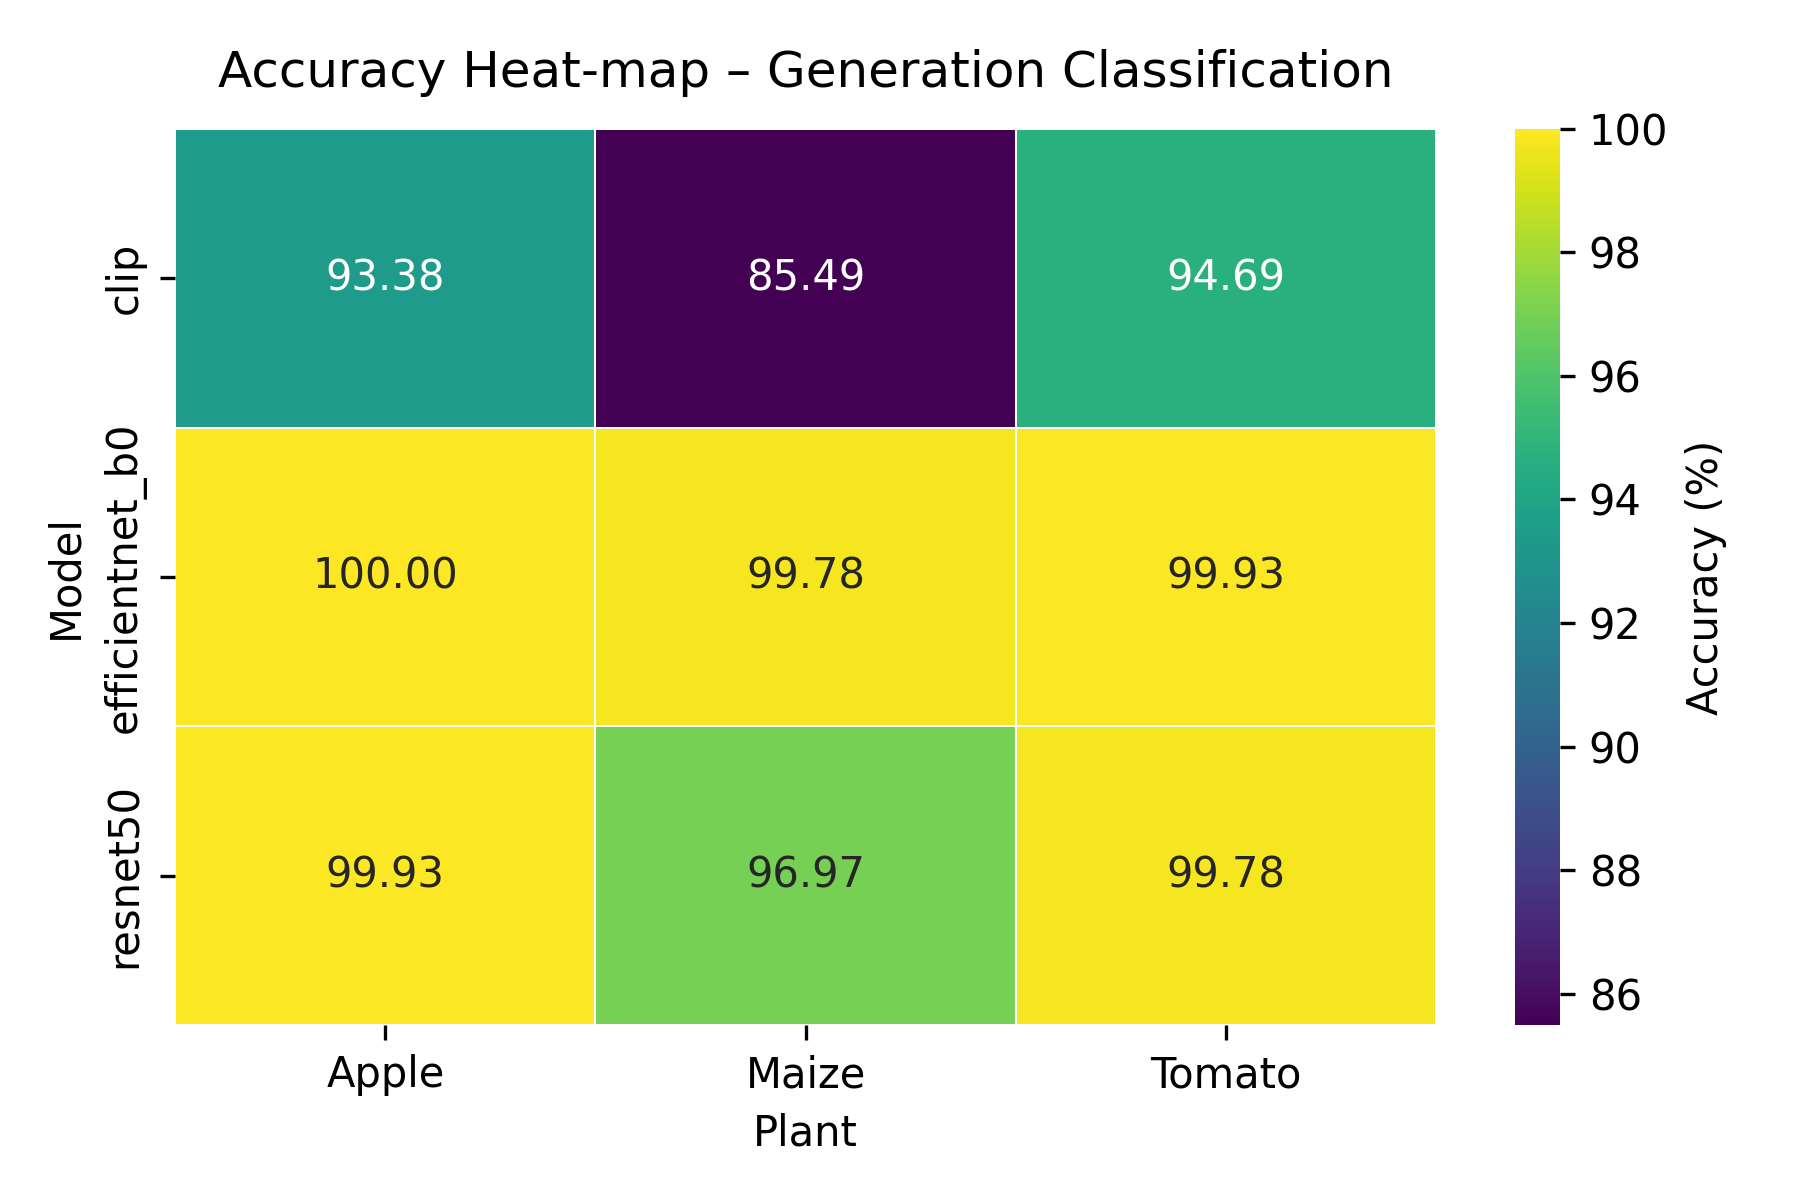 Accuracy Heat-map – Generation Classification
Model
clip
93.38 85.49 94.69
efficientnet_b0
100.00 99.78 99.93
resnet50
99.93 96.97 99.78
Apple Maize Tomato
Plant
100
98
96
94
92
90
88
86
Accuracy (%)